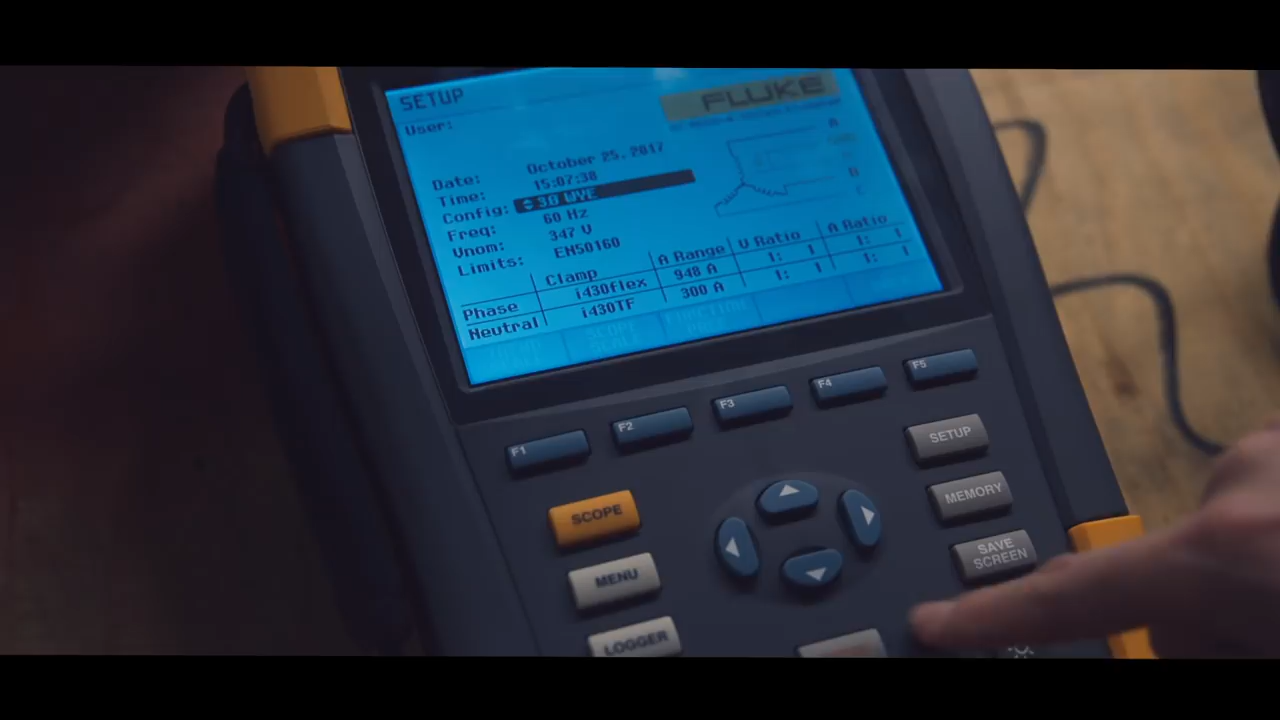 SETUP
FLUKE
User:
Date: October 25, 2017
Time: 15:07:38
Config: 3Ø WYE
Freq: 60 Hz
Vnom: 347 V
Limits: EN50160
A
B
C
Clamp A Range V Ratio A Ratio
Phase i430flex 948 A 1: 1 1: 1
Neutral i430TF 300 A 1: 1 1: 1
F1 F2 F3 F4 F5
SETUP
MEMORY
SCOPE
SAVE
SCREEN
MENU
LOGGER